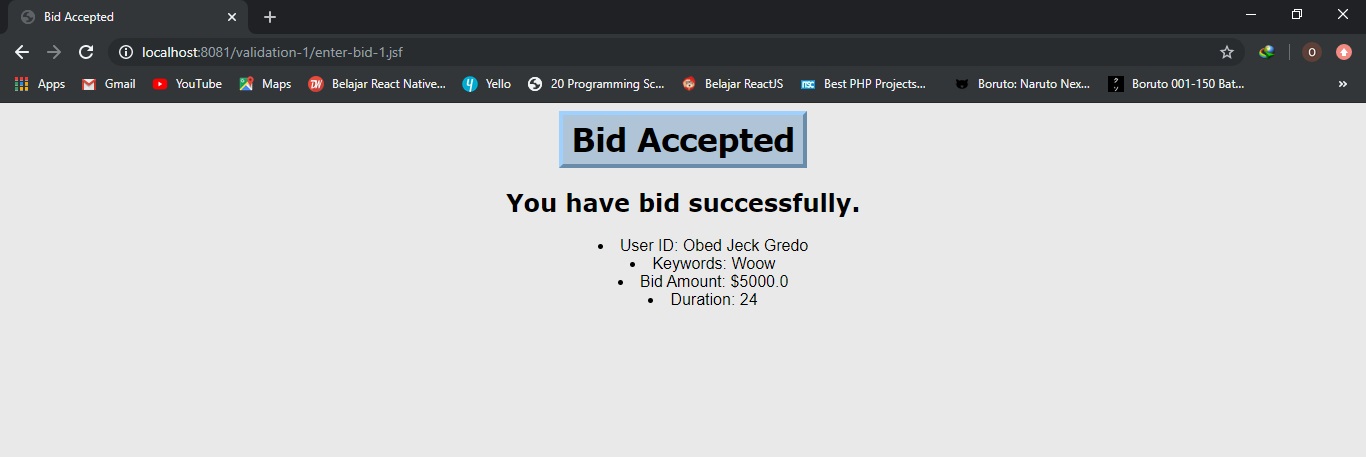 Bid Accepted
localhost:8081/validation-1/enter-bid-1.jsf
Apps Gmail YouTube Maps Belajar React Native... Yello 20 Programming Sc... Belajar ReactJS Best PHP Projects... Boruto: Naruto Nex... Boruto 001-150 Bat... »
Bid Accepted
You have bid successfully.
• User ID: Obed Jeck Gredo
• Keywords: Woow
• Bid Amount: $5000.0
• Duration: 24